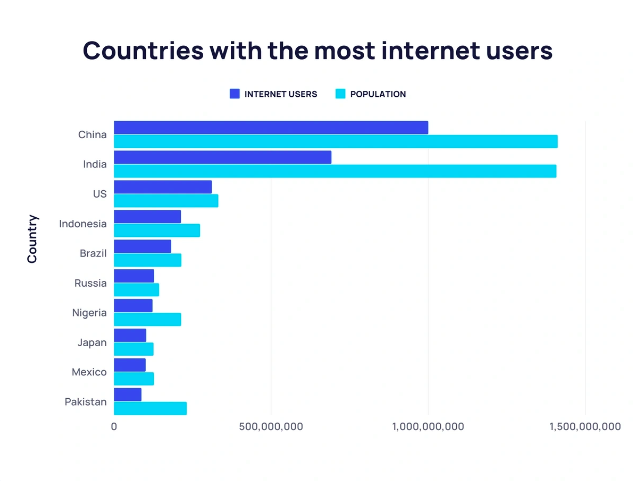 Countries with the most internet users
INTERNET USERS POPULATION
China
India
US
Indonesia
Brazil
Russia
Nigeria
Japan
Mexico
Pakistan
Country
0 500,000,000 1,000,000,000 1,500,000,000